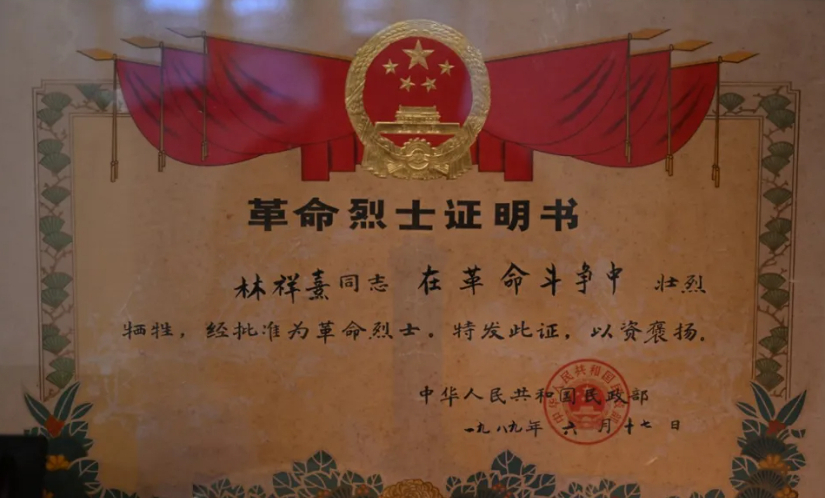 革命烈士证明书
林祥熹同志 在革命斗争中 壮烈
牺牲，经批准为革命烈士。特发此证，以资褒扬。
中华人民共和国民政部
一九八九年 六 月 十七 日